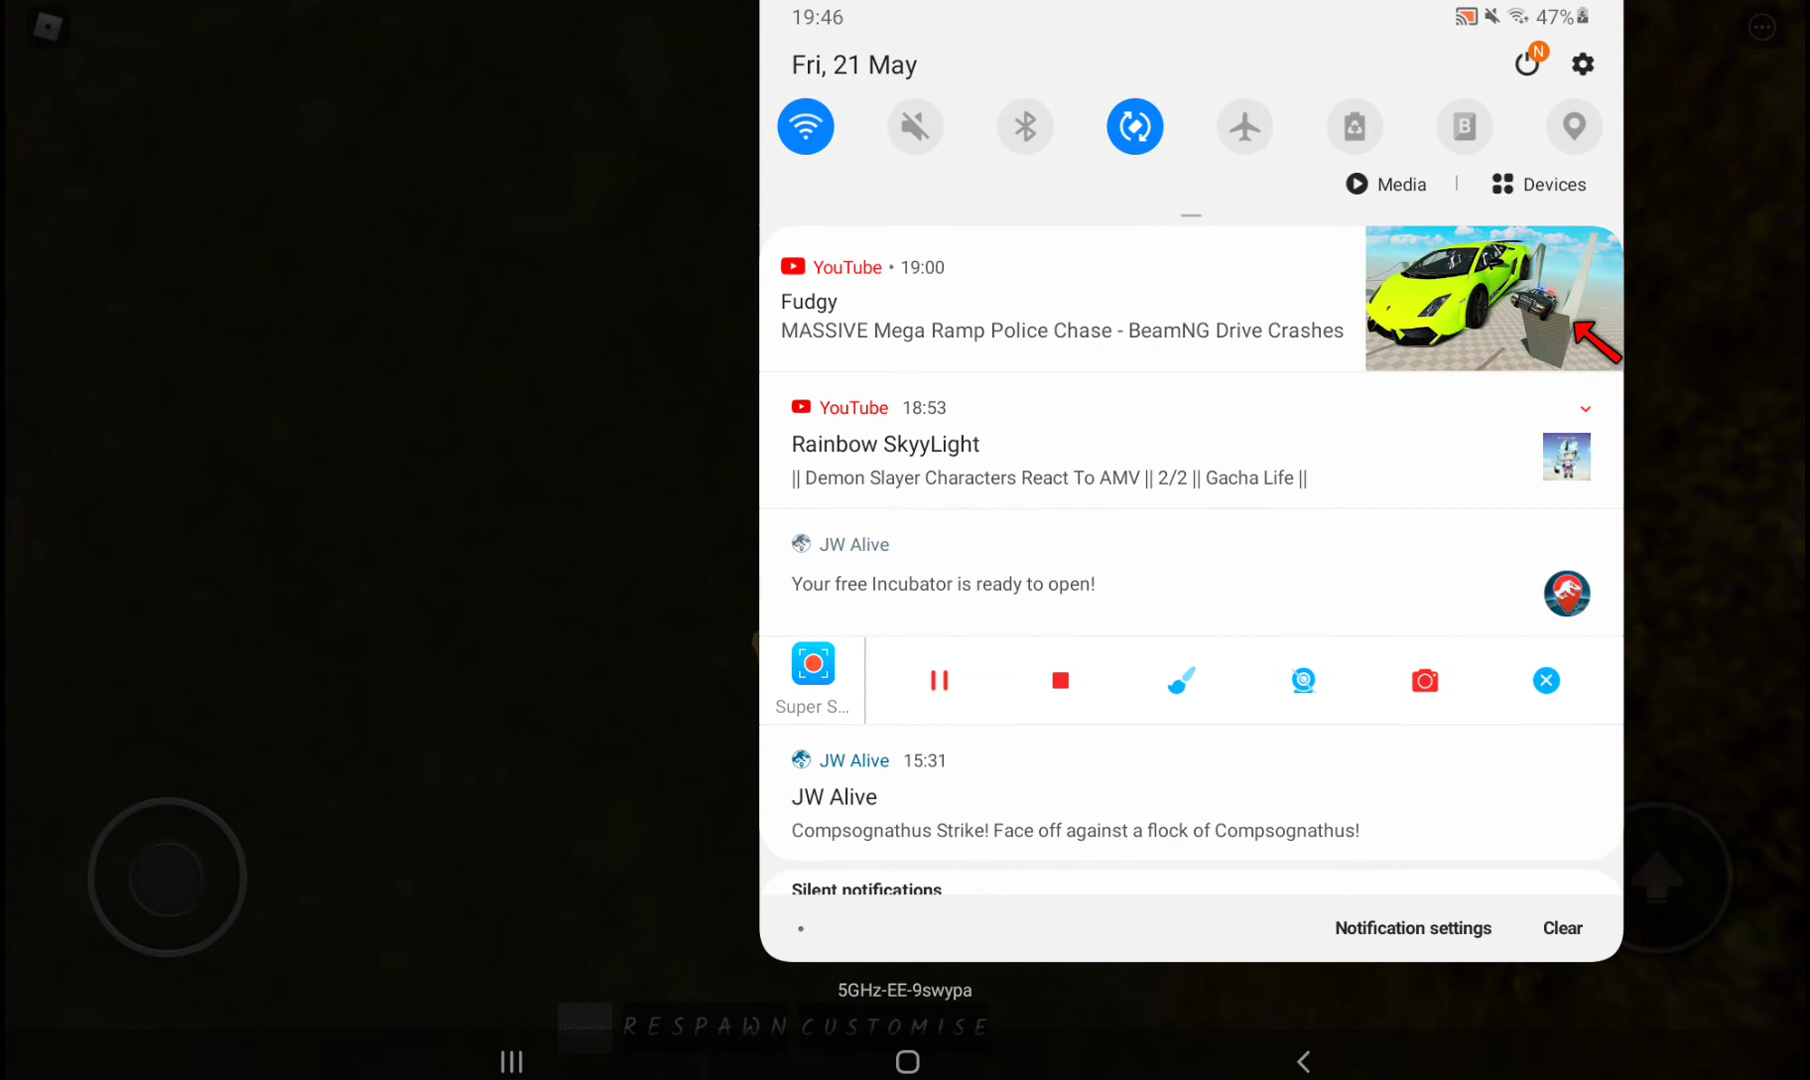 19:46
47%
Fri, 21 May
N
B
Media
Devices
YouTube • 19:00
Fudgy
MASSIVE Mega Ramp Police Chase - BeamNG Drive Crashes
YouTube 18:53
Rainbow SkyyLight
|| Demon Slayer Characters React To AMV || 2/2 || Gacha Life ||
JW Alive
Your free Incubator is ready to open!
Super S...
JW Alive 15:31
JW Alive
Compsognathus Strike! Face off against a flock of Compsognathus!
Silent notifications
Notification settings
Clear
5GHz-EE-9swypa
RESPAWN CUSTOMISE